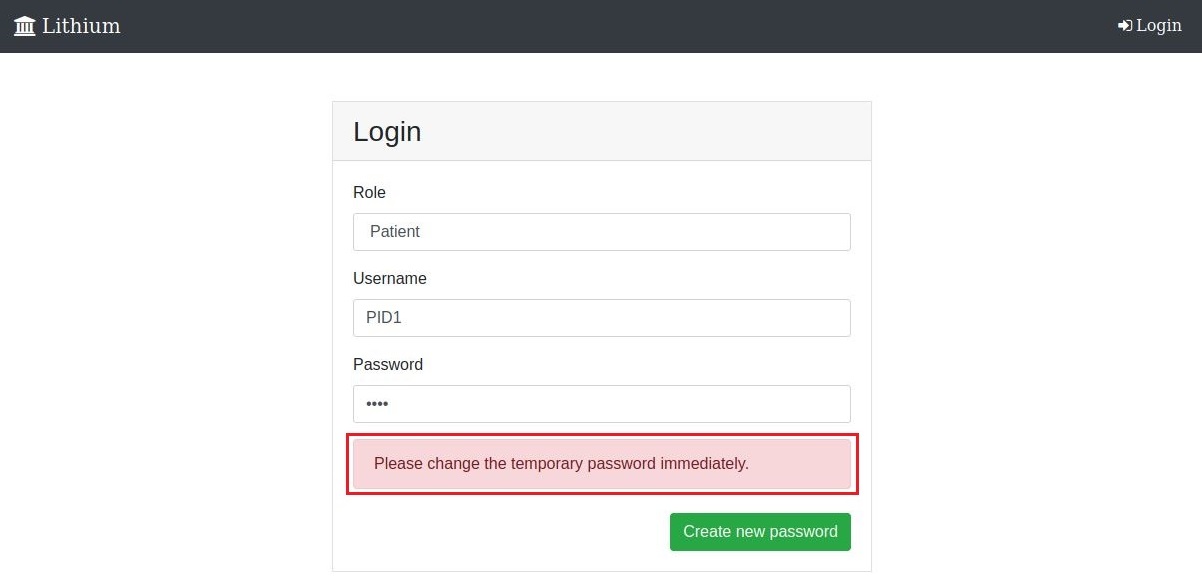 Lithium
Login
Login
Role
Patient
Username
PID1
Password
••••
Please change the temporary password immediately.
Create new password